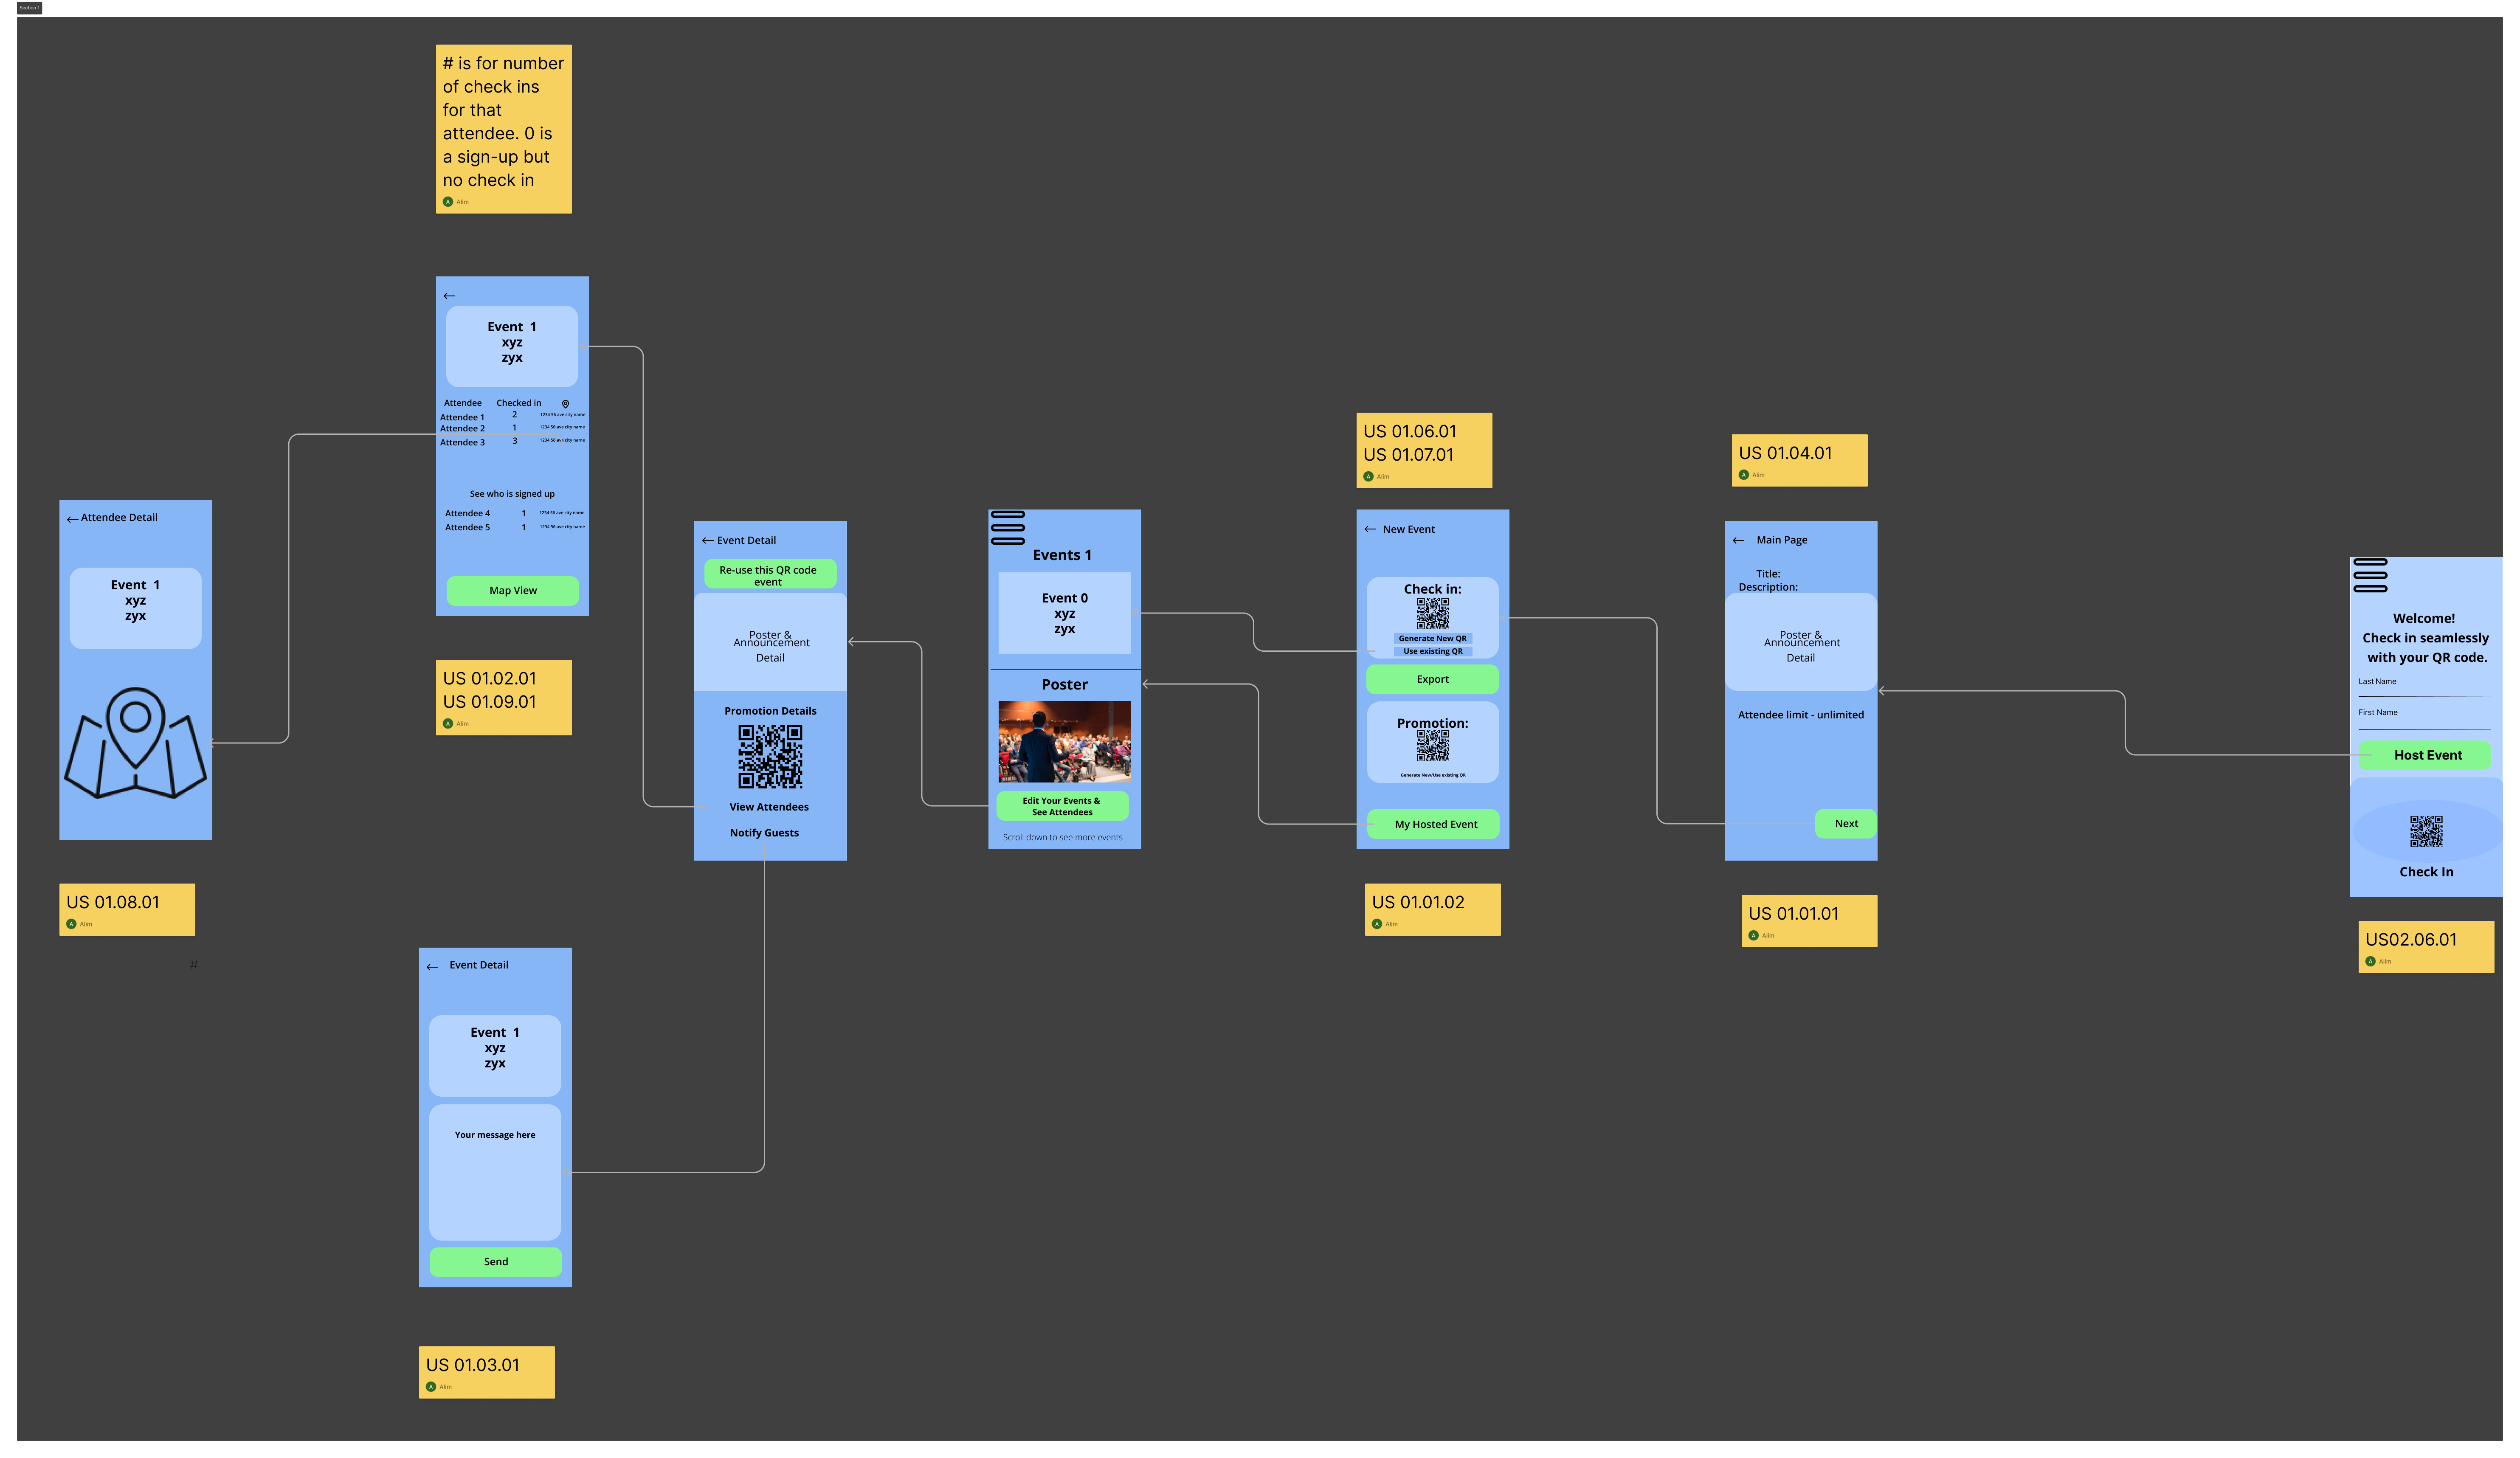 Section 1
# is for number
of check ins
for that
attendee. 0 is
a sign-up but
no check in
A Alim
Event 1
xyz
zyx
Attendee Checked in
Attendee 1 2 1234 56 ave city name
Attendee 2 1 1234 56 ave city name
Attendee 3 3 1234 56 ave city name
See who is signed up
Attendee 4 1 1234 56 ave city name
Attendee 5 1 1234 56 ave city name
Map View
US 01.02.01
US 01.09.01
A Alim
Attendee Detail
Event 1
xyz
zyx
US 01.08.01
A Alim
#
Event Detail
Event 1
xyz
zyx
Your message here
Send
US 01.03.01
A Alim
Event Detail
Re-use this QR code
event
Poster &
Announcement
Detail
Promotion Details
View Attendees
Notify Guests
Events 1
Event 0
xyz
zyx
Poster
Edit Your Events &
See Attendees
Scroll down to see more events
US 01.06.01
US 01.07.01
A Alim
New Event
Check in:
Generate New QR
Use existing QR
Export
Promotion:
Generate New/Use existing QR
My Hosted Event
US 01.01.02
A Alim
US 01.04.01
A Alim
Main Page
Title:
Description:
Poster &
Announcement
Detail
Attendee limit - unlimited
Next
US 01.01.01
A Alim
Welcome!
Check in seamlessly
with your QR code.
Last Name
First Name
Host Event
Check In
US02.06.01
A Alim